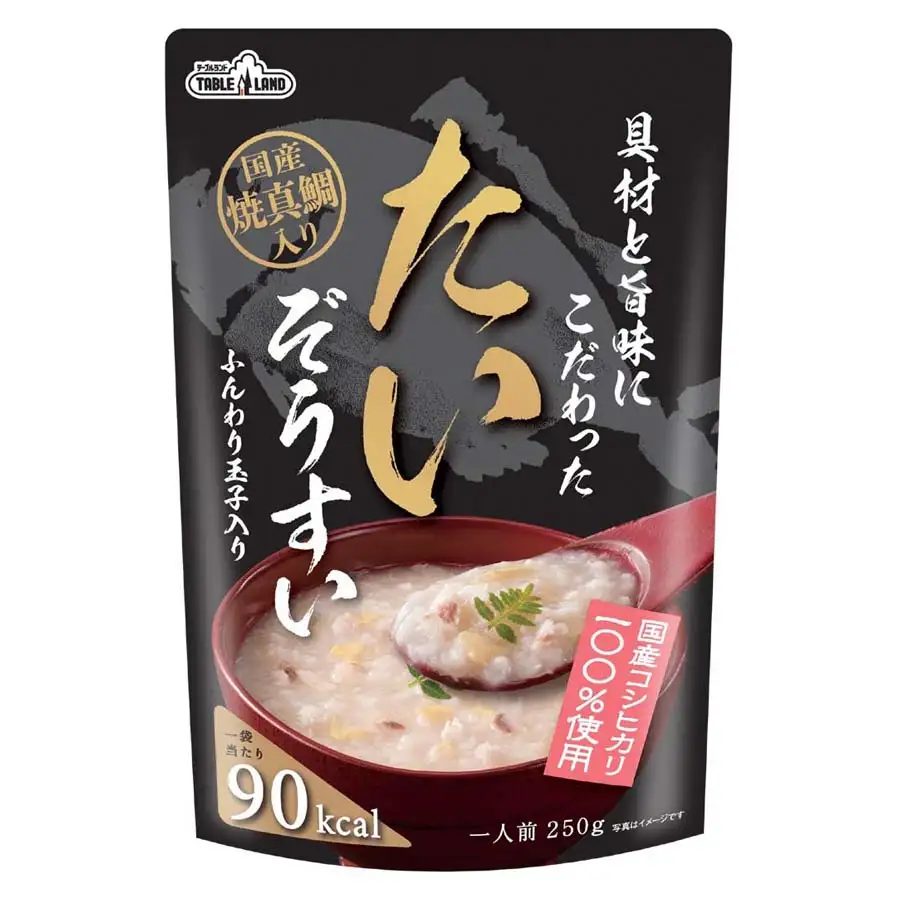 テーブルランド
TABLE LAND
具材と旨味に
こだわった
国産
焼真鯛
入り
たい
ぞうすい
ふんわり玉子入り
国産コシヒカリ
一〇〇%使用
一袋
当たり
90kcal
一人前 250g 写真はイメージです